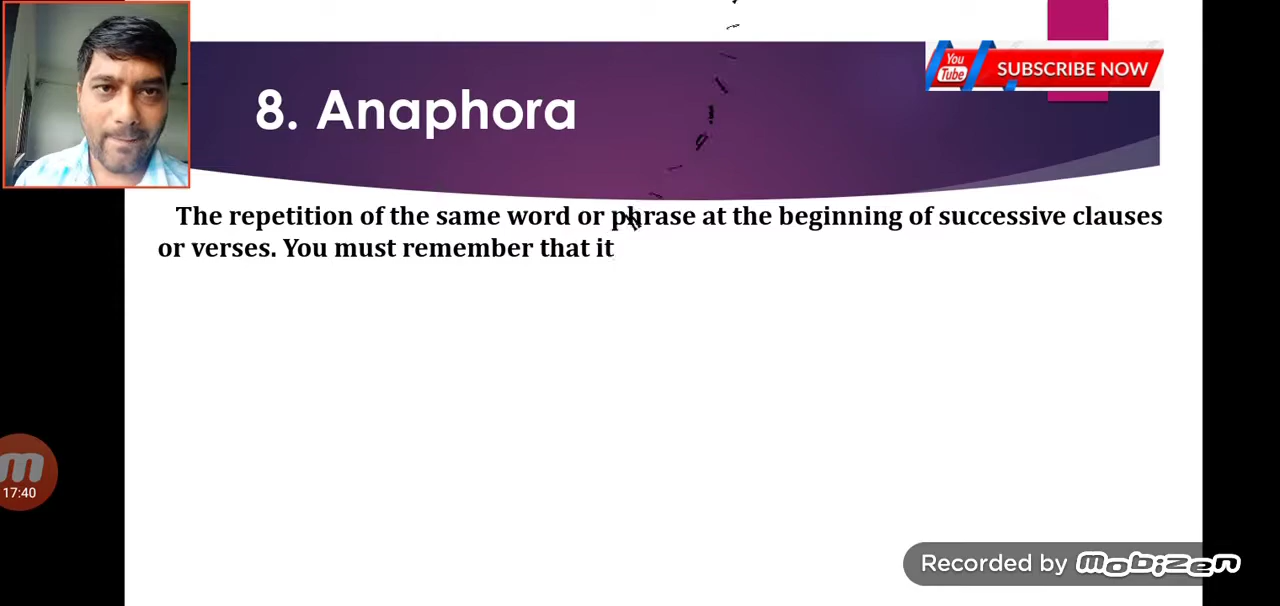 You
Tube
SUBSCRIBE NOW
8. Anaphora
The repetition of the same word or phrase at the beginning of successive clauses
or verses. You must remember that it
17:40
Recorded by Mobizen